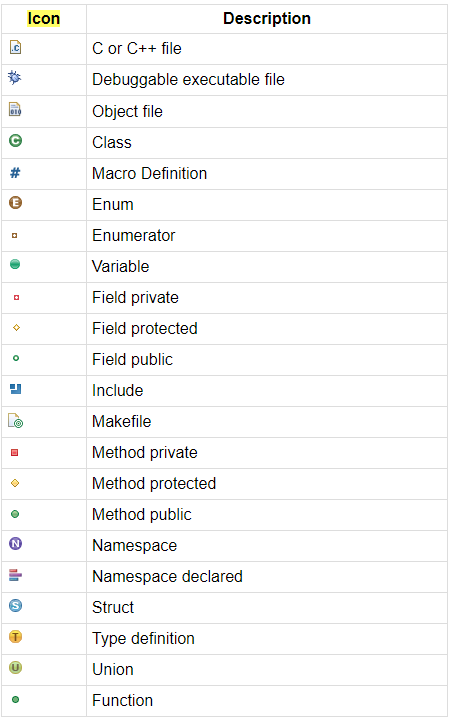 Icon Description
.c C or C++ file
Debuggable executable file
010 Object file
C Class
# Macro Definition
E Enum
Enumerator
Variable
Field private
Field protected
Field public
Include
Makefile
Method private
Method protected
Method public
N Namespace
Namespace declared
S Struct
T Type definition
U Union
Function